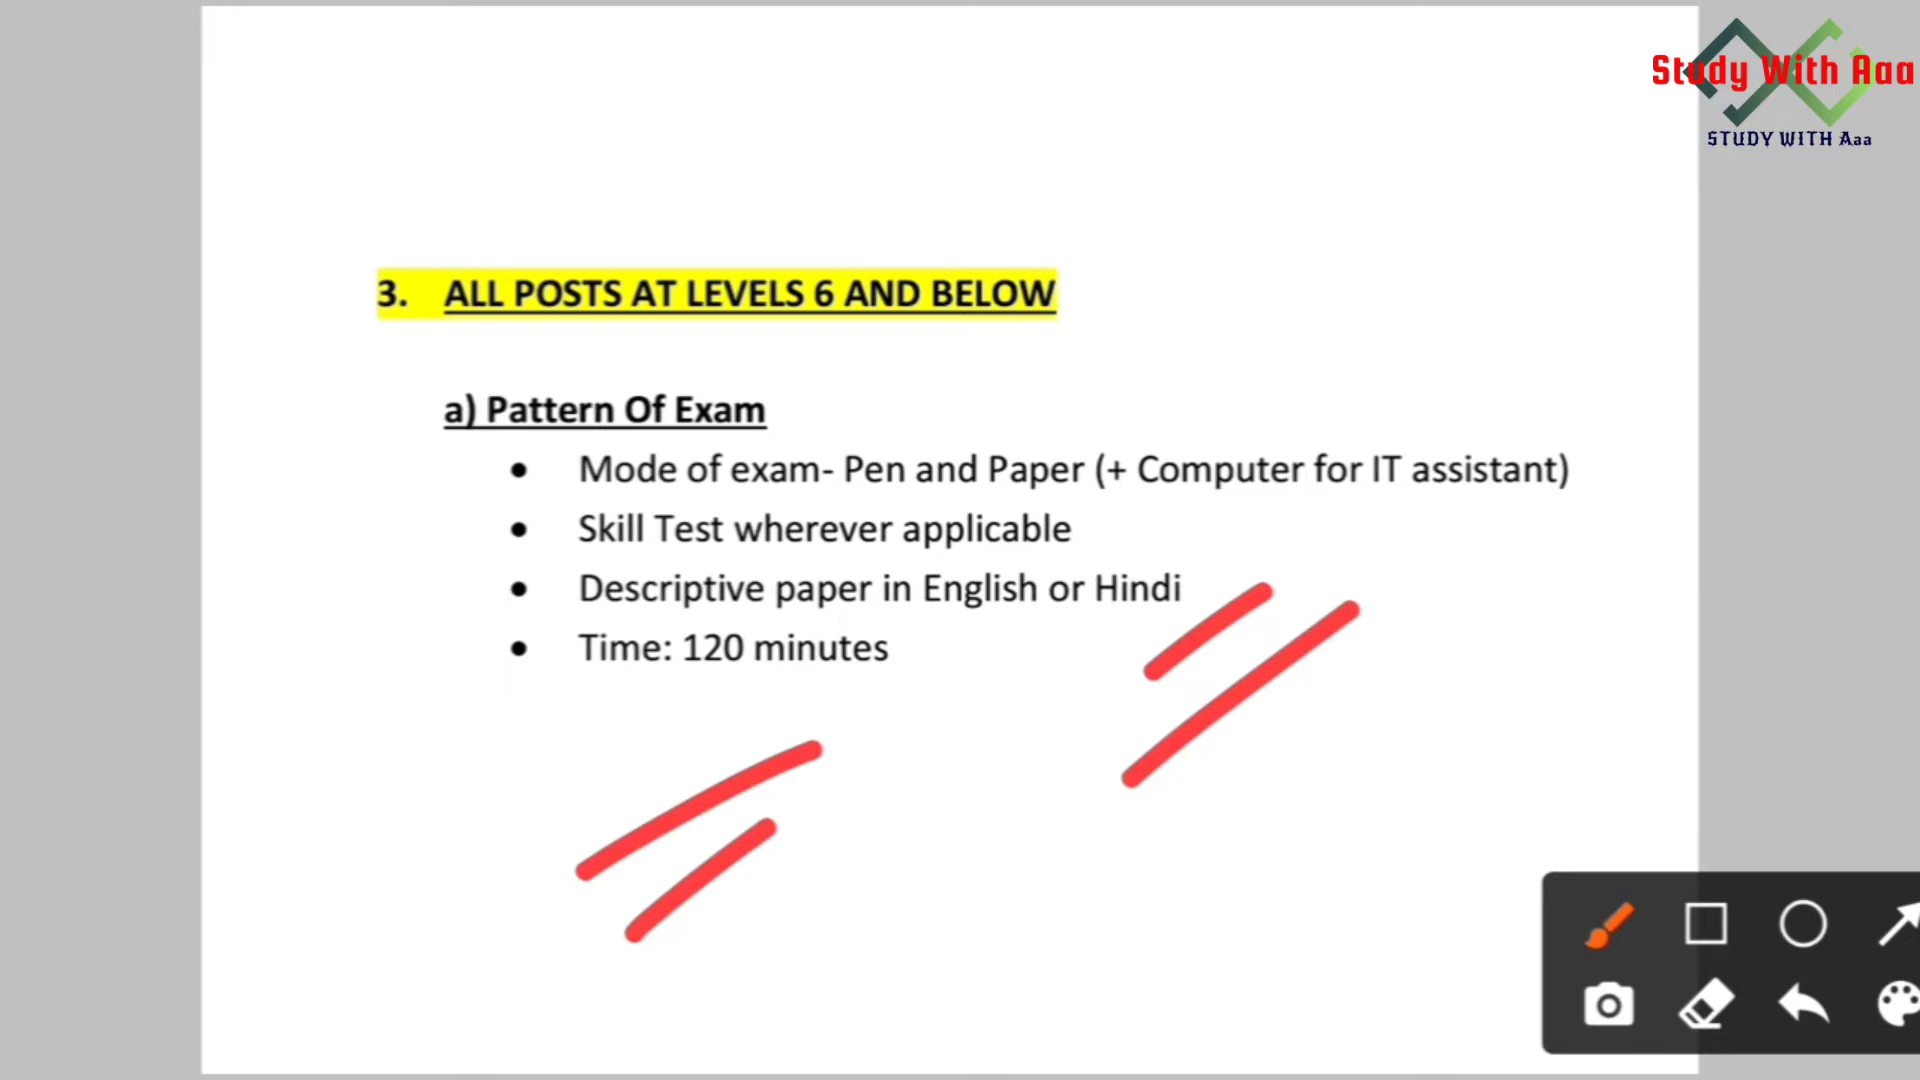 Study With Aaa
STUDY WITH Aaa
3. ALL POSTS AT LEVELS 6 AND BELOW
a) Pattern Of Exam
• Mode of exam- Pen and Paper (+ Computer for IT assistant)
• Skill Test wherever applicable
• Descriptive paper in English or Hindi
• Time: 120 minutes